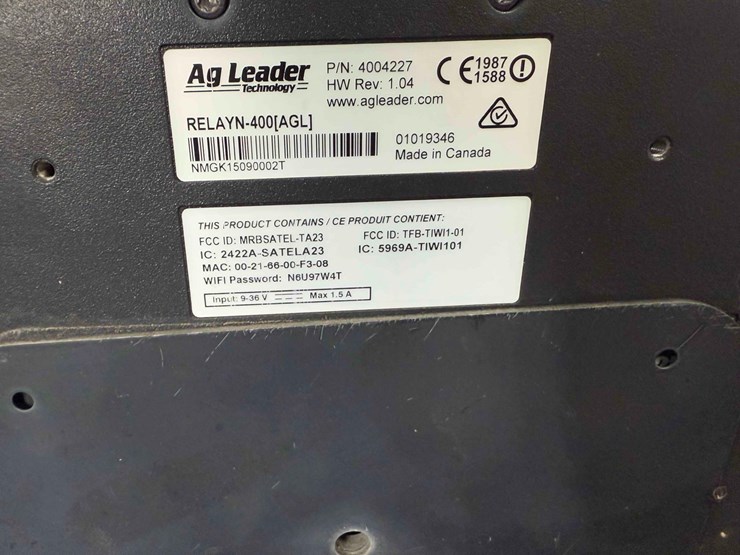 Ag Leader
Technology
P/N: 4004227
HW Rev: 1.04
www.agleader.com
CE 1987
1588
RELAYN-400[AGL]
NMGK15090002T
01019346
Made in Canada
THIS PRODUCT CONTAINS / CE PRODUIT CONTIENT:
FCC ID: MRBSATEL-TA23 FCC ID: TFB-TIWI1-01
IC: 2422A-SATELA23 IC: 5969A-TIWI101
MAC: 00-21-66-00-F3-08
WIFI Password: N6U97W4T
Input: 9-36 V Max 1.5 A